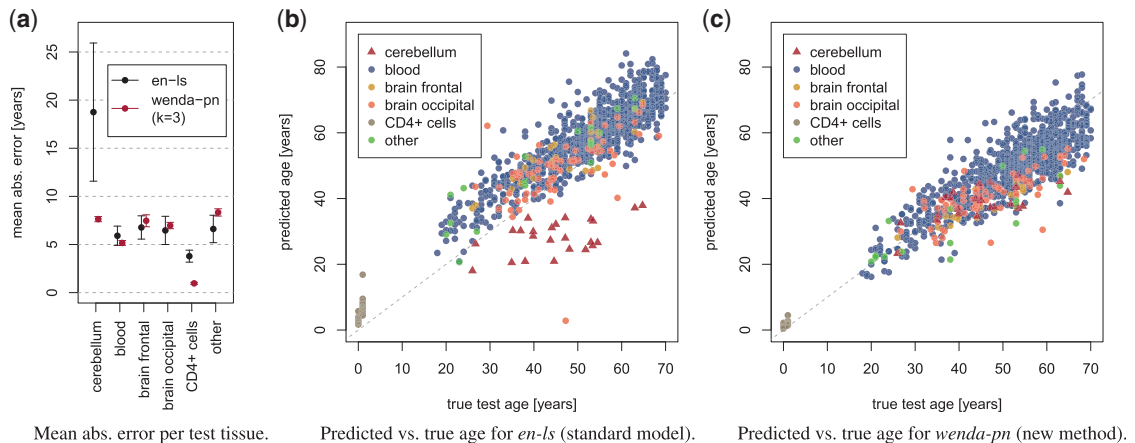 (a)
25
20
15
10
5
0
mean abs. error [years]
en−ls
wenda−pn
(k=3)
cerebellum
blood
brain frontal
brain occipital
CD4+ cells
other
Mean abs. error per test tissue.
(b)
80
60
40
20
0
predicted age [years]
cerebellum
blood
brain frontal
brain occipital
CD4+ cells
other
0 10 20 30 40 50 60 70
true test age [years]
Predicted vs. true age for en-ls (standard model).
(c)
80
60
40
20
0
predicted age [years]
cerebellum
blood
brain frontal
brain occipital
CD4+ cells
other
0 10 20 30 40 50 60 70
true test age [years]
Predicted vs. true age for wenda-pn (new method).